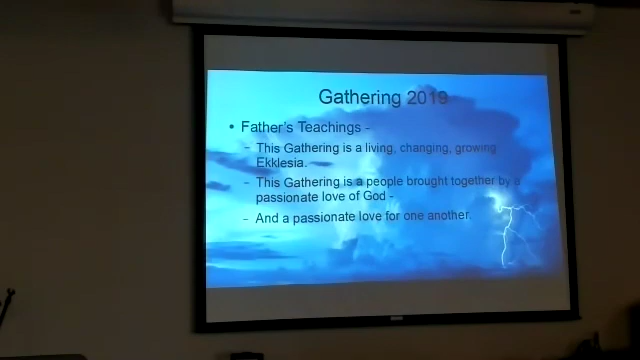 Gathering 2019
• Father's Teachings -
– This Gathering is a living, changing, growing
Ekklesia.
– This Gathering is a people brought together by a
passionate love of God -
– And a passionate love for one another.